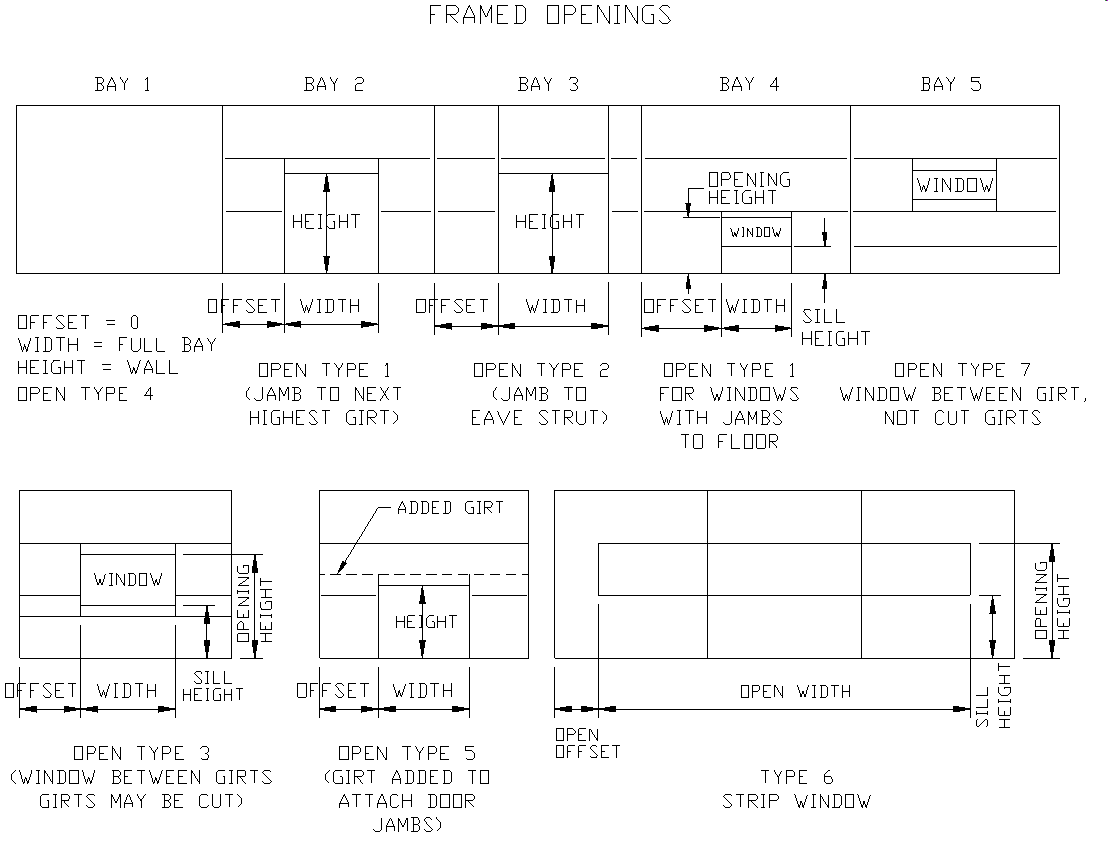 FRAMED OPENINGS
BAY 1
BAY 2
BAY 3
BAY 4
BAY 5
HEIGHT
HEIGHT
OPENING
HEIGHT
WINDOW
WINDOW
OFFSET
WIDTH
OFFSET
WIDTH
OFFSET
WIDTH
SILL
HEIGHT
OFFSET = 0
WIDTH = FULL BAY
HEIGHT = WALL
OPEN TYPE 4
OPEN TYPE 1
(JAMB TO NEXT
HIGHEST GIRT)
OPEN TYPE 2
(JAMB TO
EAVE STRUT)
OPEN TYPE 1
FOR WINDOWS
WITH JAMBS
TO FLOOR
OPEN TYPE 7
WINDOW BETWEEN GIRT,
NOT CUT GIRTS
WINDOW
OPENING
HEIGHT
SILL
HEIGHT
OFFSET
WIDTH
OPEN TYPE 3
(WINDOW BETWEEN GIRTS
GIRTS MAY BE CUT)
ADDED GIRT
HEIGHT
OFFSET
WIDTH
OPEN TYPE 5
(GIRT ADDED TO
ATTACH DOOR
JAMBS)
OPENING
HEIGHT
SILL
HEIGHT
OPEN WIDTH
OPEN
OFFSET
TYPE 6
STRIP WINDOW